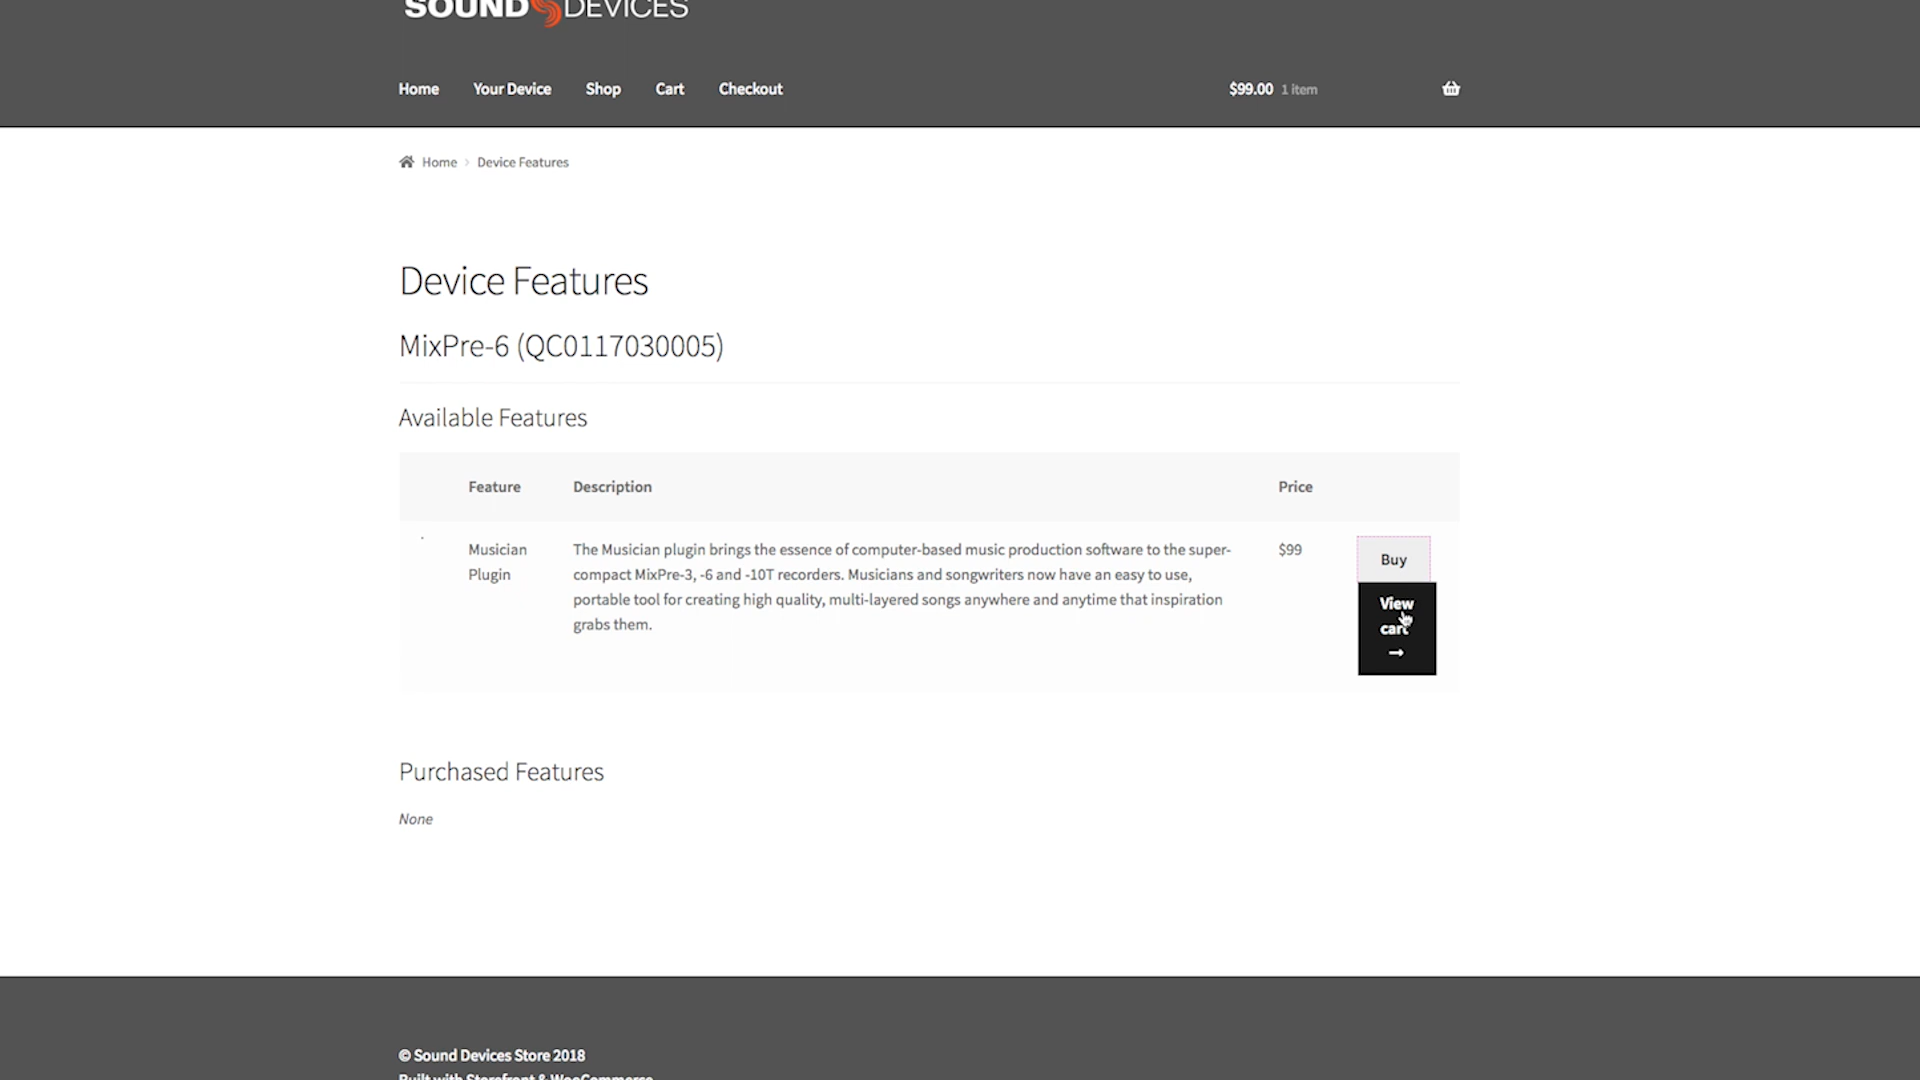 SOUND DEVICES
Home Your Device Shop Cart Checkout $99.00 1 item
Home › Device Features
Device Features
MixPre-6 (QC0117030005)
Available Features
Feature Description Price
Musician Plugin
The Musician plugin brings the essence of computer-based music production software to the super-
compact MixPre-3, -6 and -10T recorders. Musicians and songwriters now have an easy to use,
portable tool for creating high quality, multi-layered songs anywhere and anytime that inspiration
grabs them.
$99
Buy
View
cart
→
Purchased Features
None
© Sound Devices Store 2018
Built with Storefront & WooCommerce